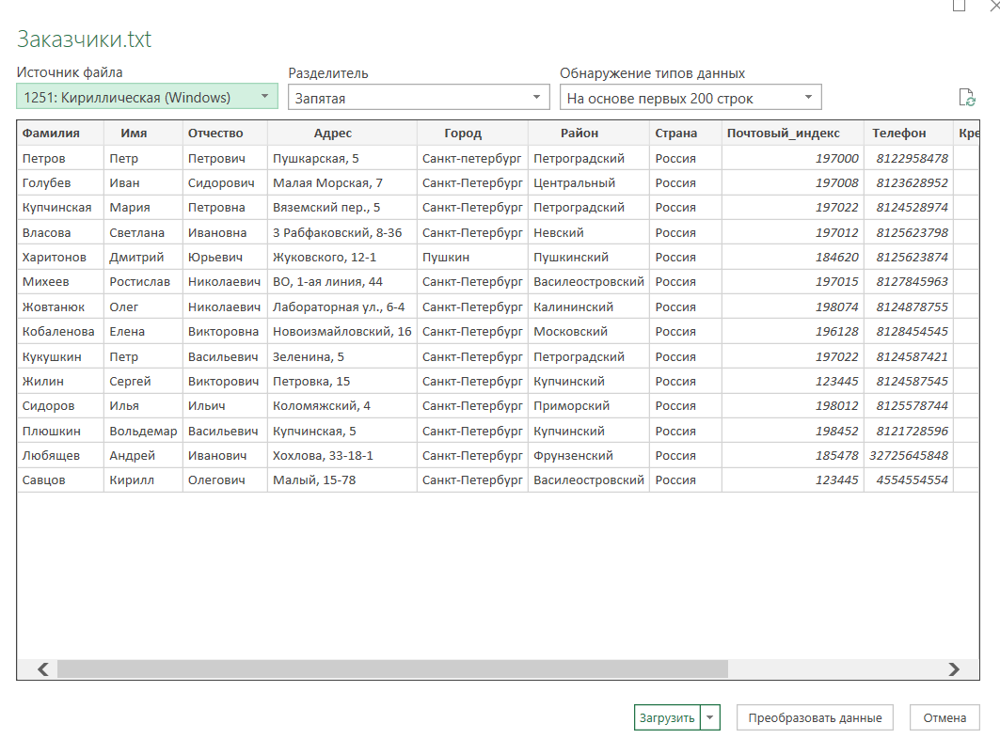 Заказчики.txt
Источник файла Разделитель Обнаружение типов данных
1251: Кириллическая (Windows) Запятая На основе первых 200 строк
Фамилия Имя Отчество Адрес Город Район Страна Почтовый_индекс Телефон Кре
Петров Петр Петрович Пушкарская, 5 Санкт-петербург Петроградский Россия 197000 8122958478
Голубев Иван Сидорович Малая Морская, 7 Санкт-Петербург Центральный Россия 197008 8123628952
Купчинская Мария Петровна Вяземский пер., 5 Санкт-Петербург Петроградский Россия 197022 8124528974
Власова Светлана Ивановна 3 Рабфаковский, 8-36 Санкт-Петербург Невский Россия 197012 8125623798
Харитонов Дмитрий Юрьевич Жуковского, 12-1 Пушкин Пушкинский Россия 184620 8125623874
Михеев Ростислав Николаевич ВО, 1-ая линия, 44 Санкт-Петербург Василеостровский Россия 197015 8127845963
Жовтанюк Олег Николаевич Лабораторная ул., 6-4 Санкт-Петербург Калининский Россия 198074 8124878755
Кобаленова Елена Викторовна Новоизмайловский, 16 Санкт-Петербург Московский Россия 196128 8128454545
Кукушкин Петр Васильевич Зеленина, 5 Санкт-Петербург Петроградский Россия 197022 8124587421
Жилин Сергей Викторович Петровка, 15 Санкт-Петербург Купчинский Россия 123445 8124587545
Сидоров Илья Ильич Коломяжский, 4 Санкт-Петербург Приморский Россия 198012 8125578744
Плюшкин Вольдемар Васильевич Купчинская, 5 Санкт-Петербург Купчинский Россия 198452 8121728596
Любящев Андрей Иванович Хохлова, 33-18-1 Санкт-Петербург Фрунзенский Россия 185478 32725645848
Савцов Кирилл Олегович Малый, 15-78 Санкт-Петербург Василеостровский Россия 123445 4554554554
Загрузить Преобразовать данные Отмена